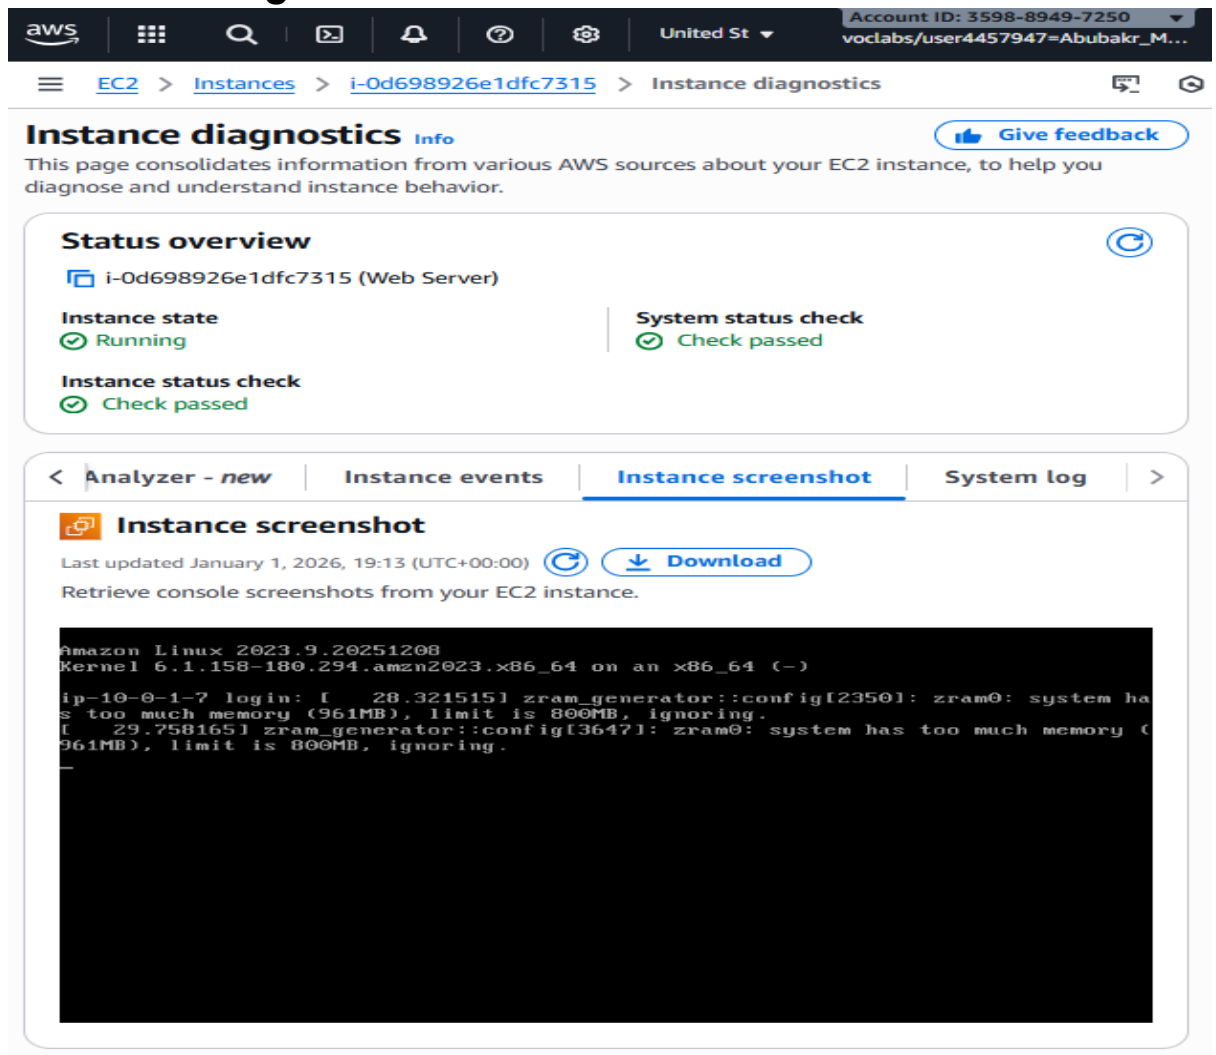 aws
United St
Account ID: 3598-8949-7250
voclabs/user4457947=Abubakr_M...
EC2 > Instances > i-0d698926e1dfc7315 > Instance diagnostics
Instance diagnostics Info
Give feedback
This page consolidates information from various AWS sources about your EC2 instance, to help you
diagnose and understand instance behavior.
Status overview
i-0d698926e1dfc7315 (Web Server)
Instance state
Running
System status check
Check passed
Instance status check
Check passed
Analyzer - new
Instance events
Instance screenshot
System log
Instance screenshot
Last updated January 1, 2026, 19:13 (UTC+00:00)
Download
Retrieve console screenshots from your EC2 instance.
Amazon Linux 2023.9.20251208
Kernel 6.1.158-180.294.amzn2023.x86_64 on an x86_64 (-)
ip-10-0-1-7 login: [   28.321515] zram_generator::config[2350]: zram0: system ha
s too much memory (961MB), limit is 800MB, ignoring.
[   29.758165] zram_generator::config[3647]: zram0: system has too much memory (
961MB), limit is 800MB, ignoring.